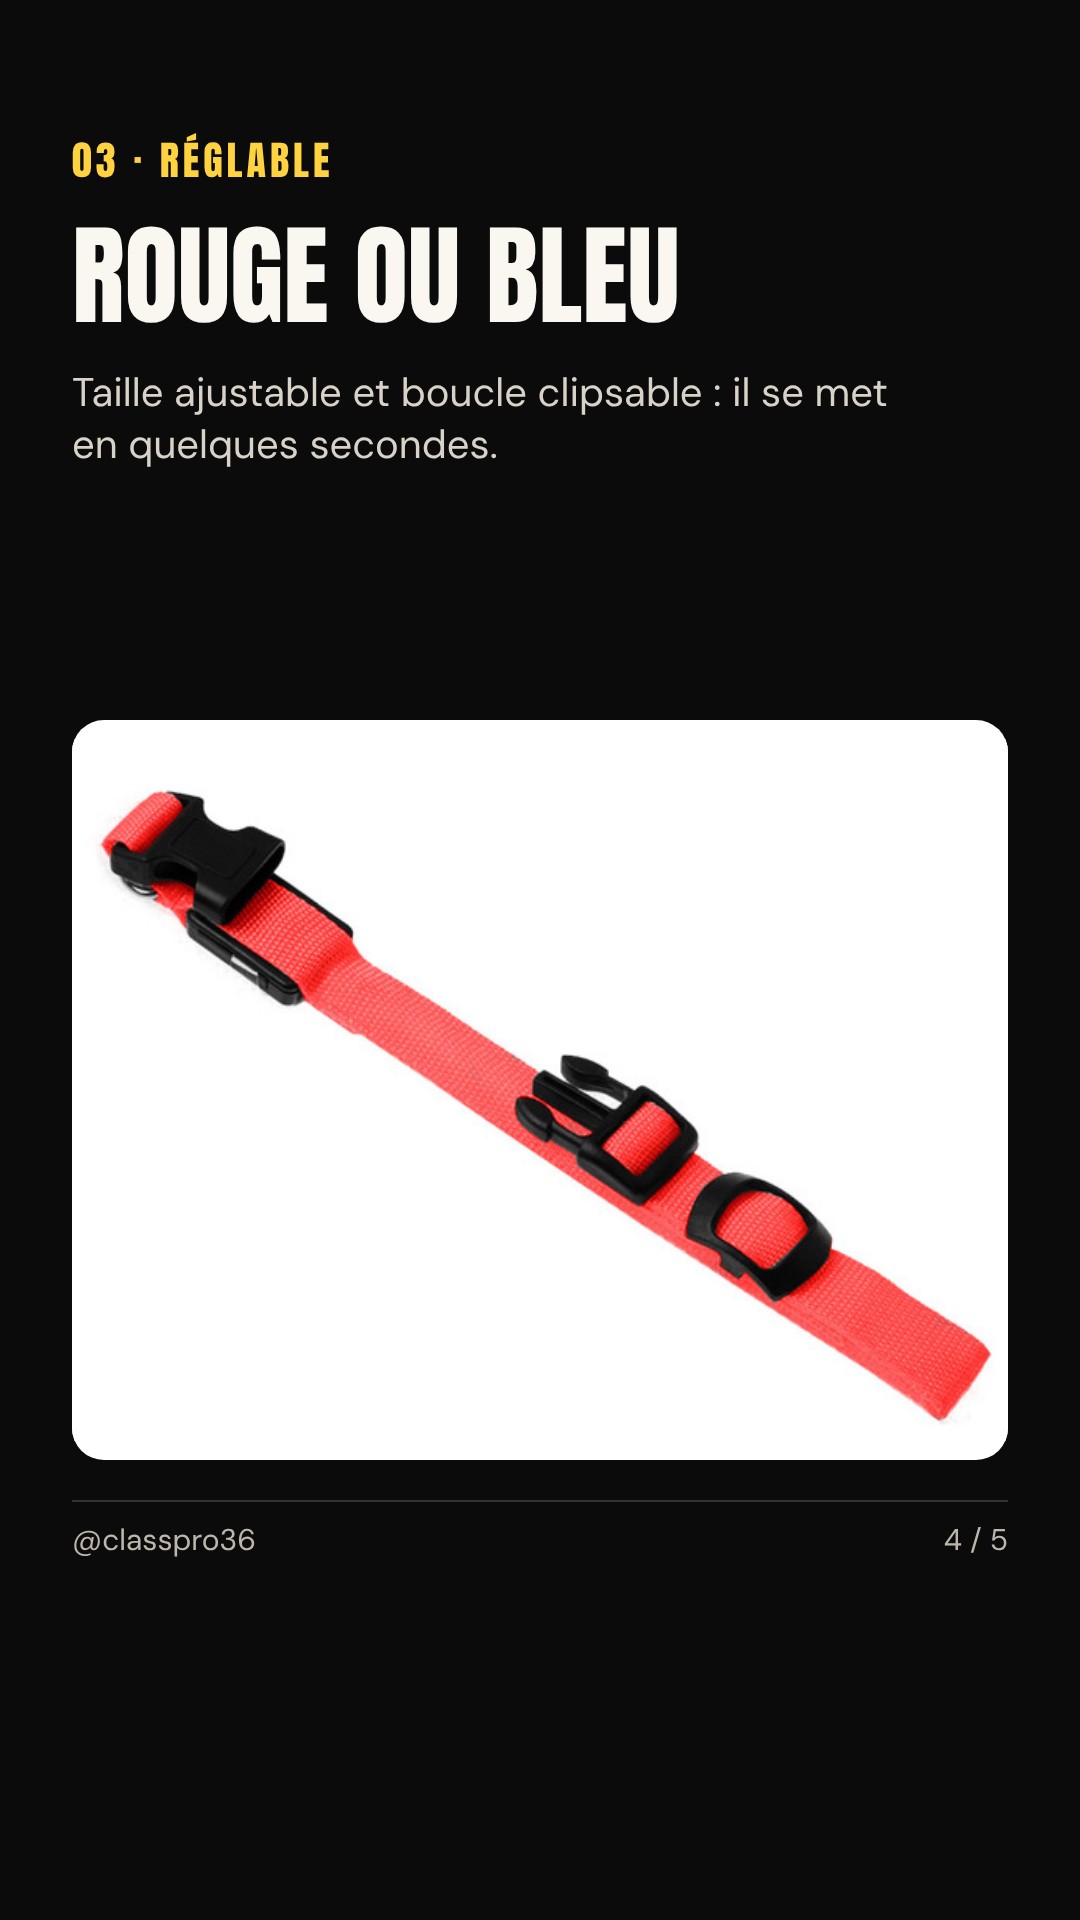 03 · RÉGLABLE
ROUGE OU BLEU
Taille ajustable et boucle clipsable : il se met
en quelques secondes.
@classpro36
4 / 5